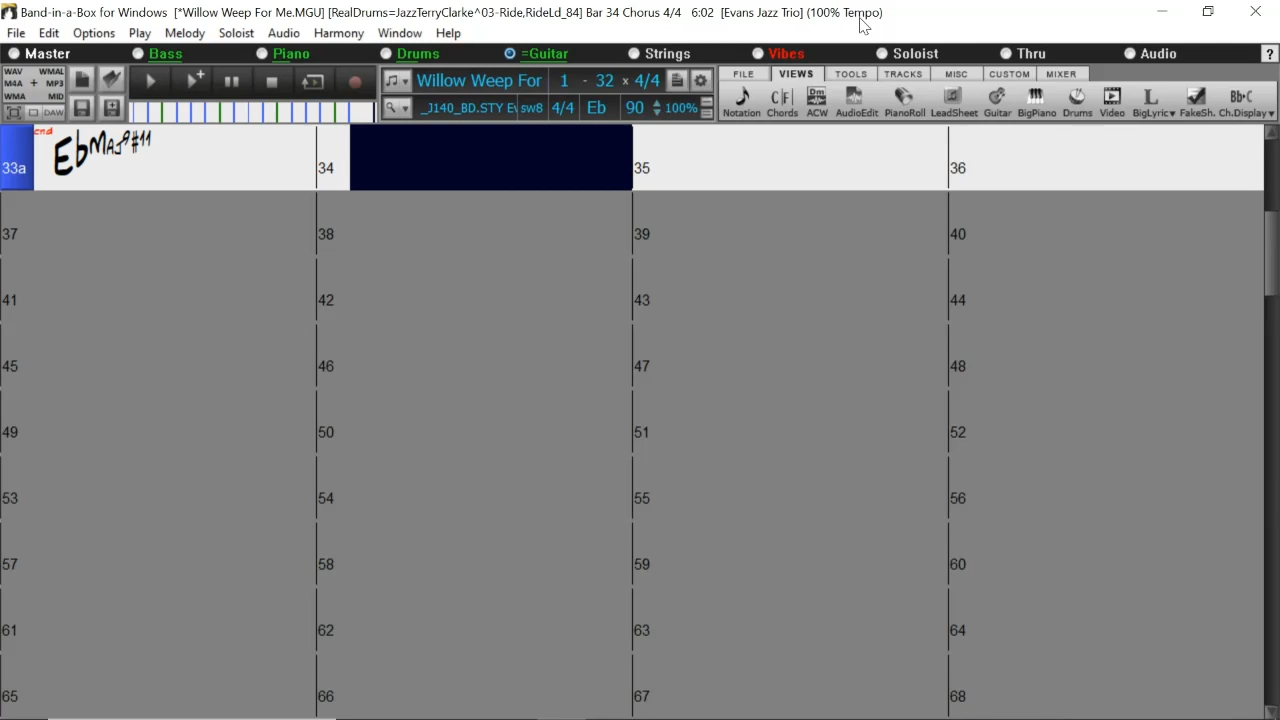 Band-in-a-Box for Windows [*Willow Weep For Me.MGU] [RealDrums=JazzTerryClarke^03-Ride,RideLd_84] Bar 34 Chorus 4/4 6:02 [Evans Jazz Trio] (100% Tempo)
File Edit Options Play Melody Soloist Audio Harmony Window Help
Master Bass Piano Drums =Guitar Strings Vibes Soloist Thru Audio ?
WAV WMAL
M4A + MP3
WMA MID
DAW
Willow Weep For 1 - 32 x 4/4
_J140_BD.STY Ev sw8 4/4 Eb 90 100%
FILE VIEWS TOOLS TRACKS MISC CUSTOM MIXER
Notation Chords ACW AudioEdit PianoRoll LeadSheet Guitar BigPiano Drums Video BigLyric FakeSh. Ch.Display
Dm
L
Bb>C
end
33a EbMaj9#11 34 35 36
37 38 39 40
41 42 43 44
45 46 47 48
49 50 51 52
53 54 55 56
57 58 59 60
61 62 63 64
65 66 67 68